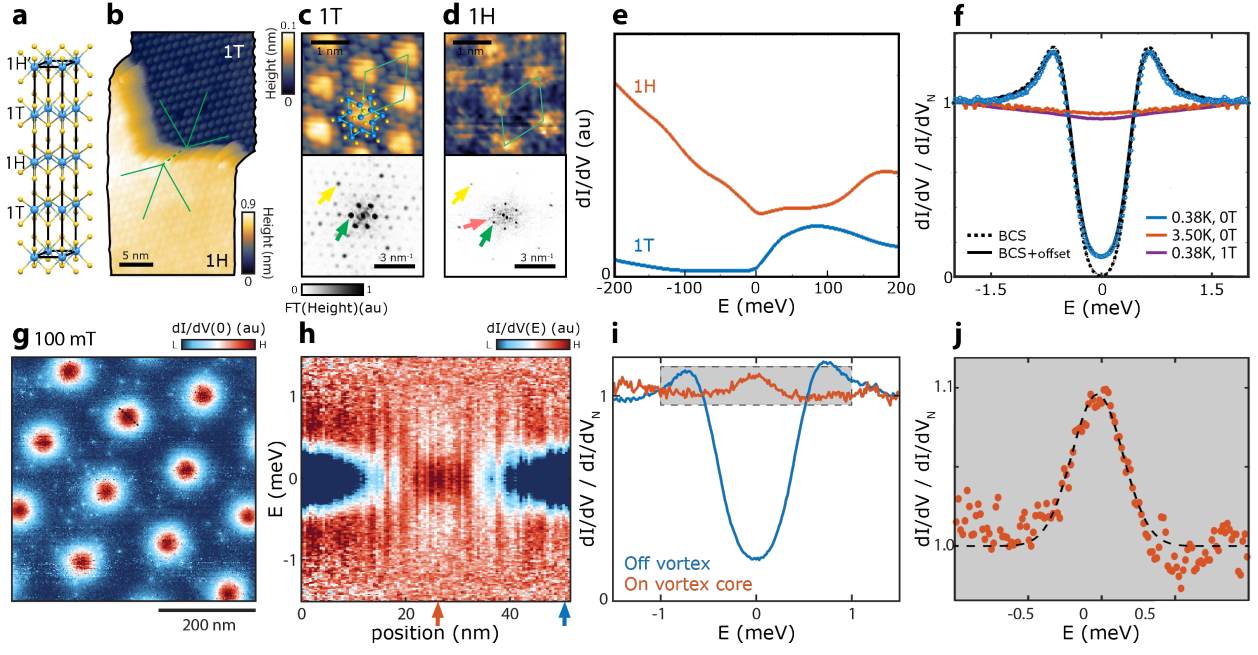 a
1H
1T
1H
1T
b
1T
0.1
Height (nm)
0
0.9
Height (nm)
0
5 nm
1H
c 1T
1 nm
3 nm⁻¹
0
1
FT(Height)(au)
d 1H
1 nm
3 nm⁻¹
e
1H
1T
dI/dV (au)
0
-200
-100
0
100
200
E (meV)
f
1
0
dI/dV / dI/dV_N
BCS
BCS+offset
0.38K, 0T
3.50K, 0T
0.38K, 1T
-1.5
0
1.5
E (meV)
g 100 mT
dI/dV(0) (au)
L
H
200 nm
h
dI/dV(E) (au)
L
H
1
0
-1
E (meV)
0
20
40
position (nm)
i
1
0
dI/dV / dI/dV_N
Off vortex
On vortex core
-1
0
1
E (meV)
j
1.1
1.0
dI/dV / dI/dV_N
-0.5
0
0.5
E (meV)